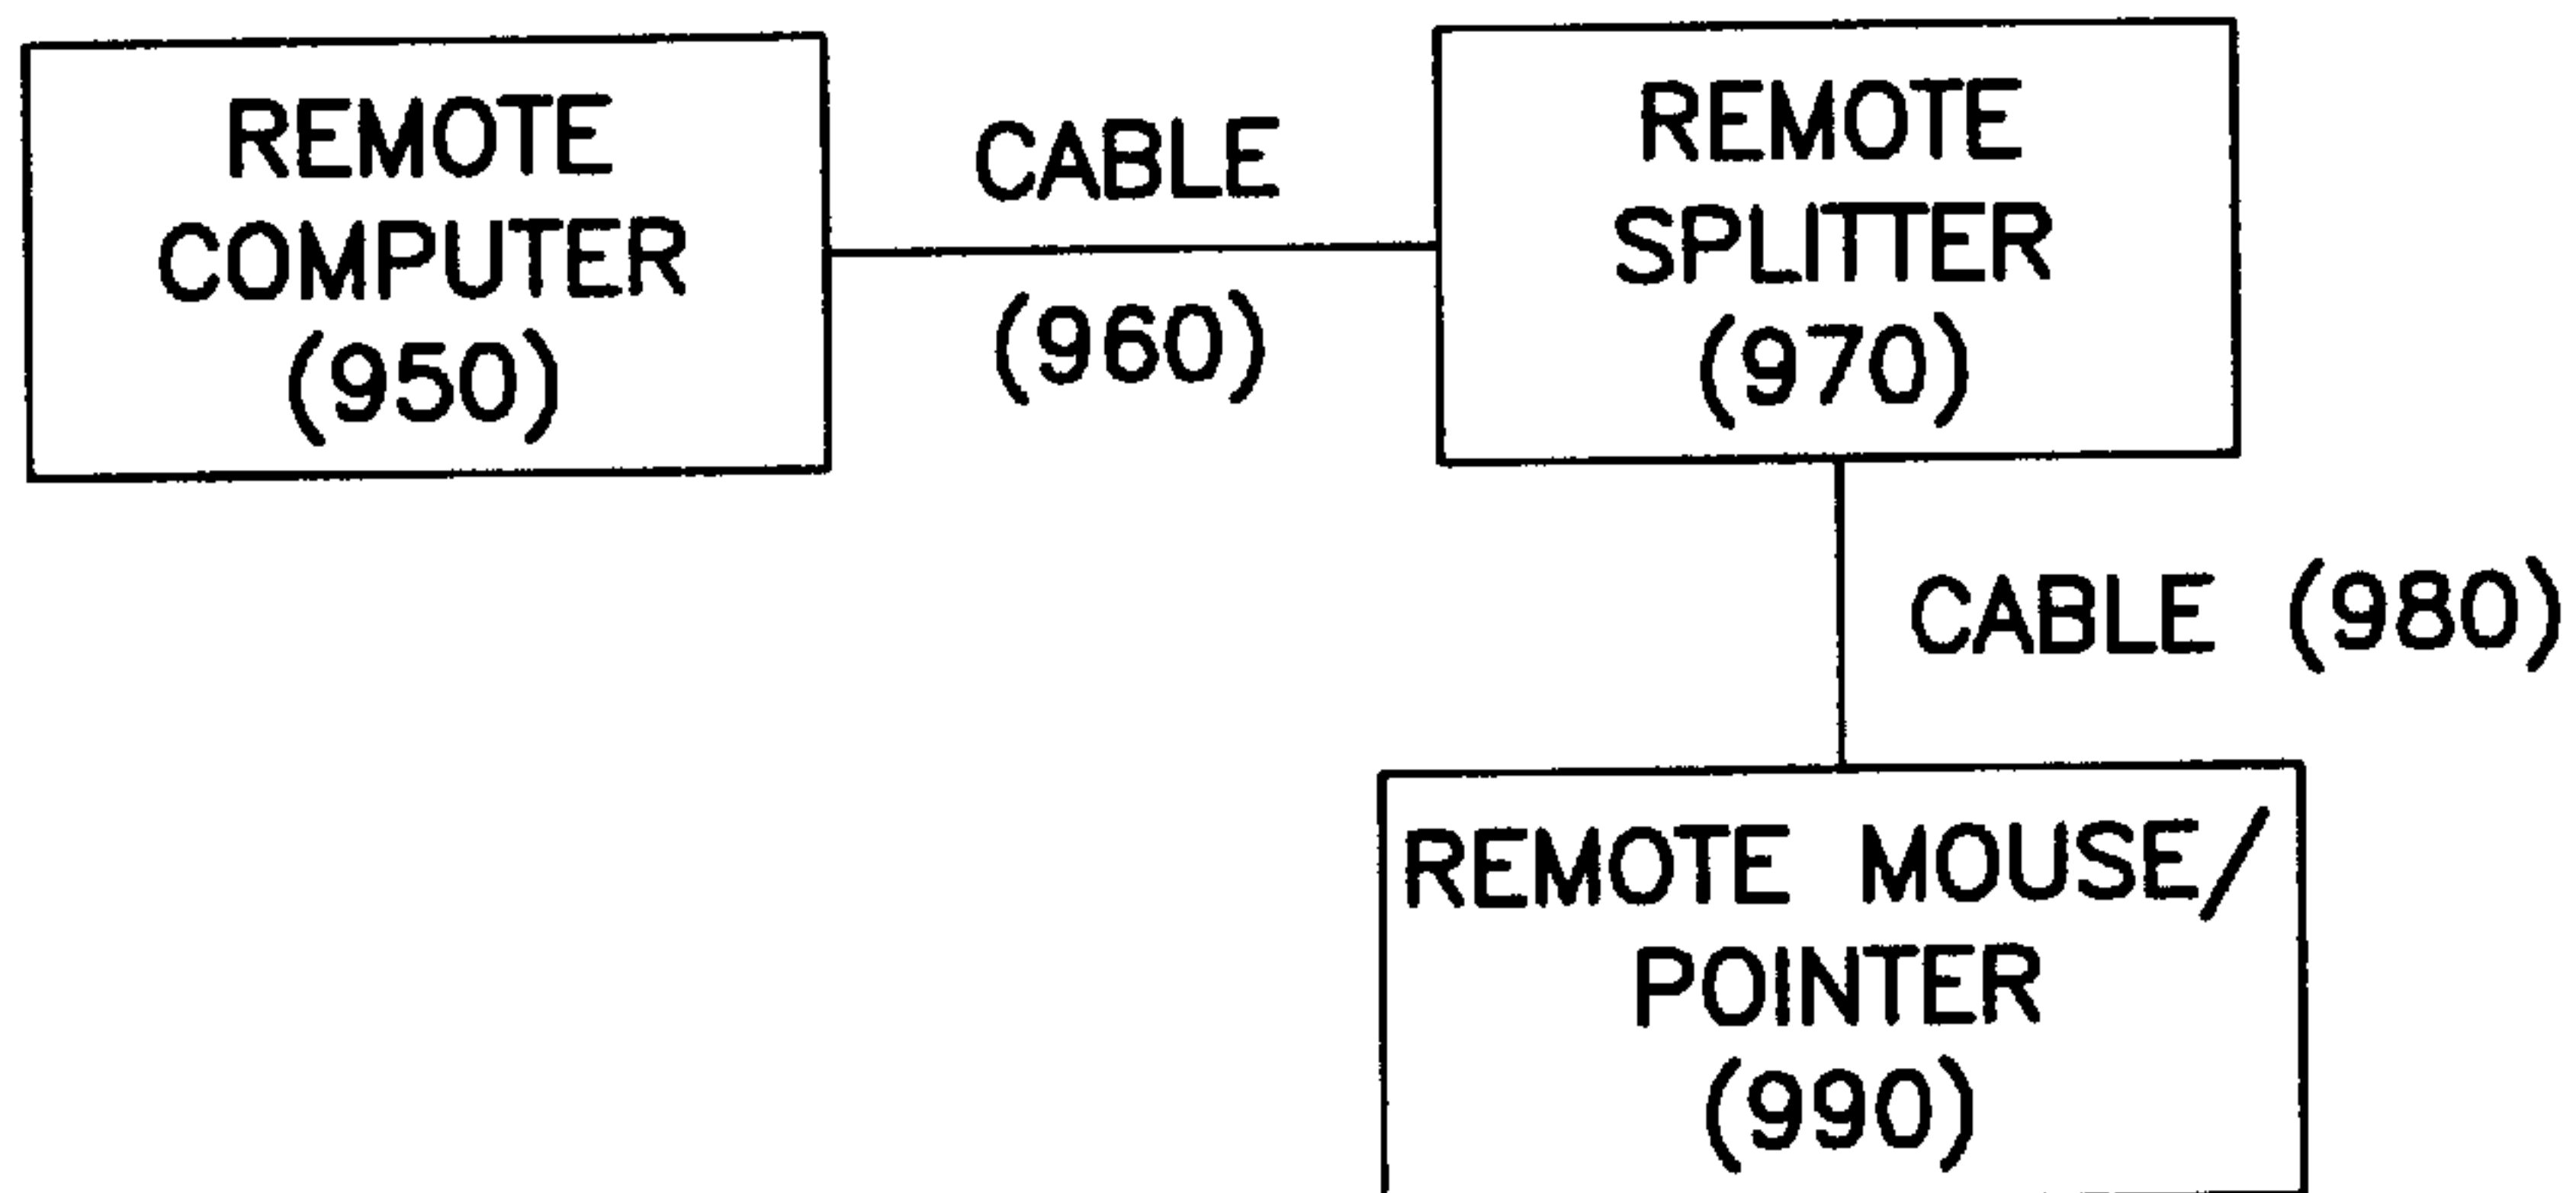 REMOTE
COMPUTER
(950)
CABLE
(960)
REMOTE
SPLITTER
(970)
CABLE (980)
REMOTE MOUSE/
POINTER
(990)